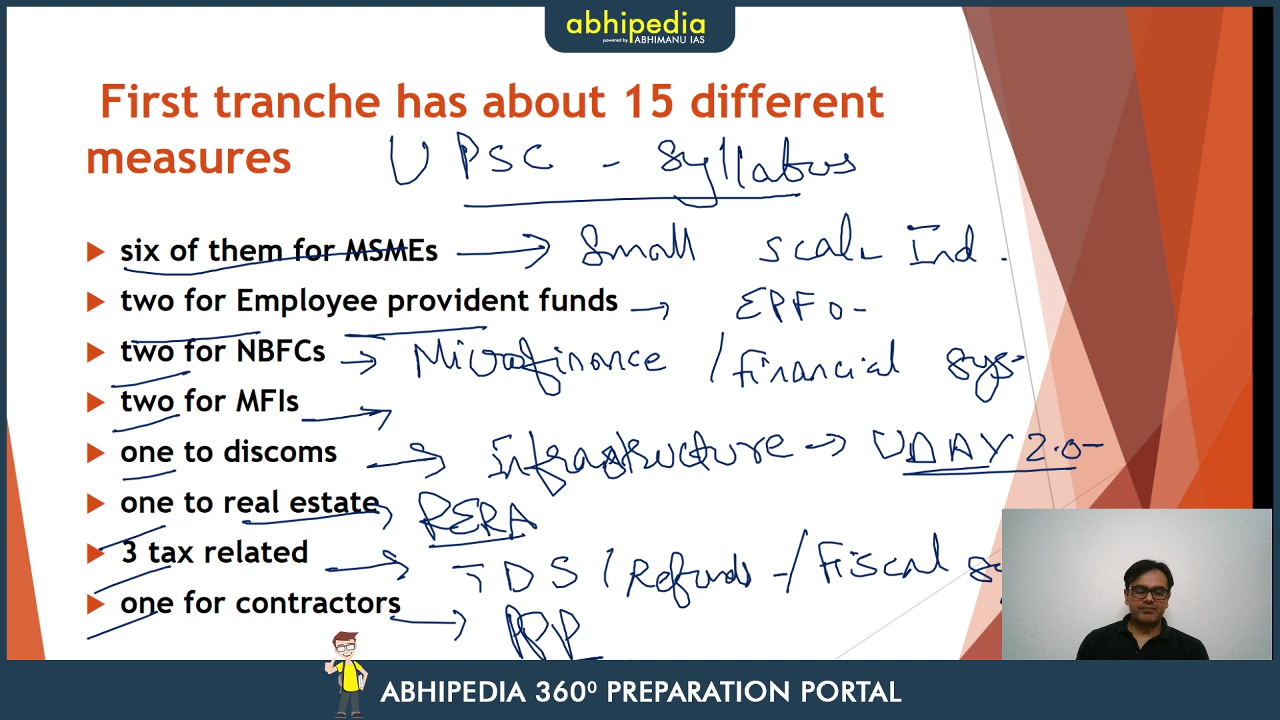 abhipedia
powered by ABHIMANU IAS
First tranche has about 15 different
measures UPSC - Syllabus
six of them for MSMEs → Small scale Ind.
two for Employee provident funds → EPFO -
two for NBFCs → Microfinance / financial sys-
two for MFIs →
one to discoms → infrastructure → UDAY 2.0-
one to real estate → RERA
3 tax related → TDS / Refunds - / Fiscal
one for contractors → PPP
ABHIPEDIA 360⁰ PREPARATION PORTAL